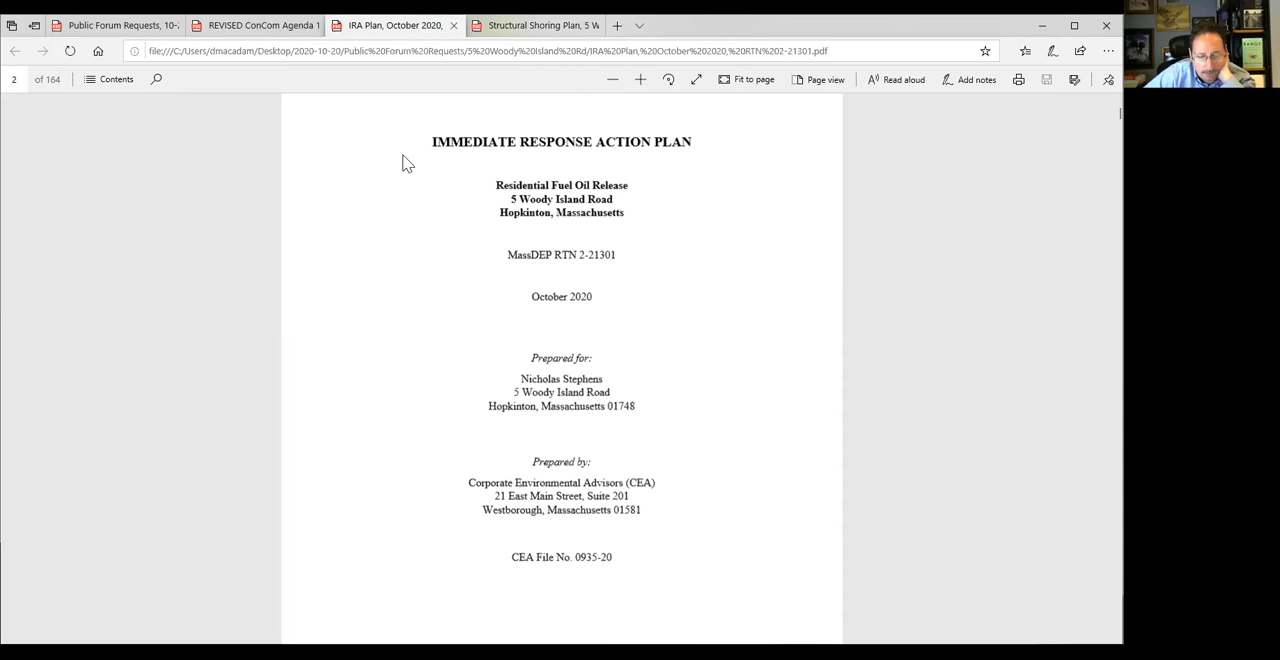 Public Forum Requests, 10-
REVISED ConCom Agenda 1
IRA Plan, October 2020,
Structural Shoring Plan, 5 W
file:///C:/Users/dmacadam/Desktop/2020-10-20/Public%20Forum%20Requests/5%20Woody%20Island%20Rd/IRA%20Plan,%20October%202020,%20RTN%202-21301.pdf
2 of 164 Contents Fit to page Page view Read aloud Add notes
IMMEDIATE RESPONSE ACTION PLAN
Residential Fuel Oil Release
5 Woody Island Road
Hopkinton, Massachusetts
MassDEP RTN 2-21301
October 2020
Prepared for:
Nicholas Stephens
5 Woody Island Road
Hopkinton, Massachusetts 01748
Prepared by:
Corporate Environmental Advisors (CEA)
21 East Main Street, Suite 201
Westborough, Massachusetts 01581
CEA File No. 0935-20
RANGE